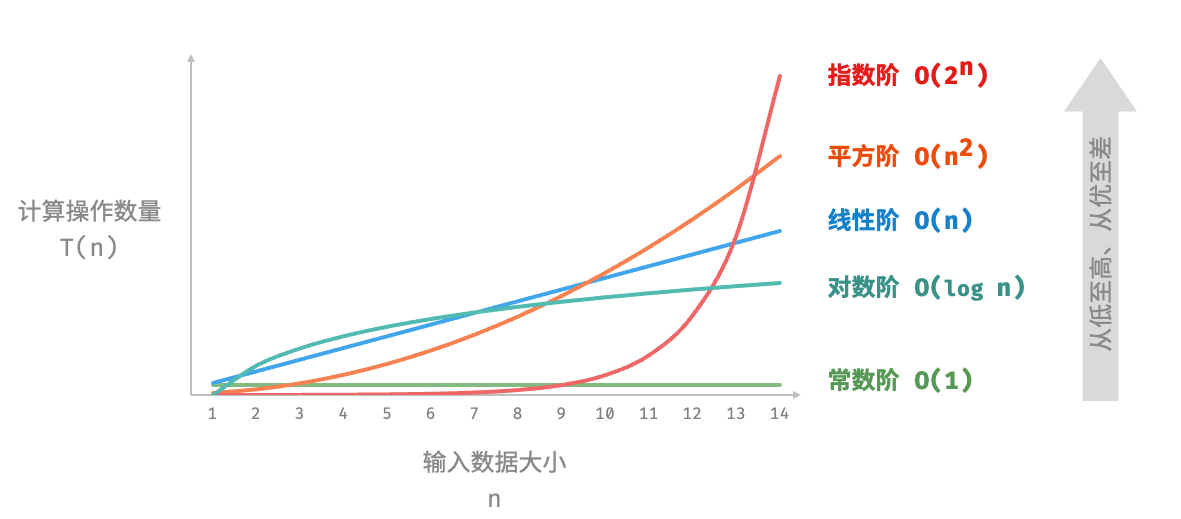 指数阶 O(2^n)
平方阶 O(n^2)
计算操作数量
T(n)
线性阶 O(n)
对数阶 O(log n)
常数阶 O(1)
从低至高、从优至差
1 2 3 4 5 6 7 8 9 10 11 12 13 14
输入数据大小
n